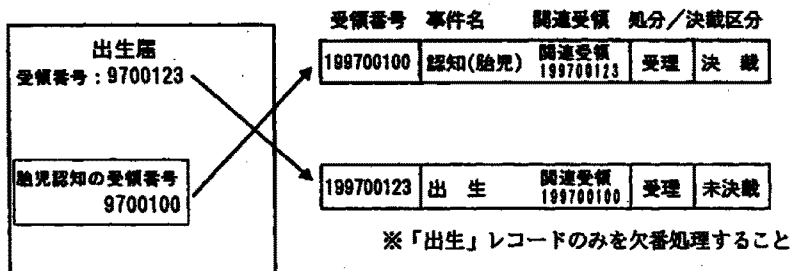 受領番号 事件名 関連受領 処分/決裁区分
出生届
受領番号：9700123
199700100 認知(胎児) 関連受領 199700123 受理 決 裁
胎児認知の受領番号
9700100
199700123 出 生 関連受領 199700100 受理 未決裁
※「出生」レコードのみを欠番処理すること